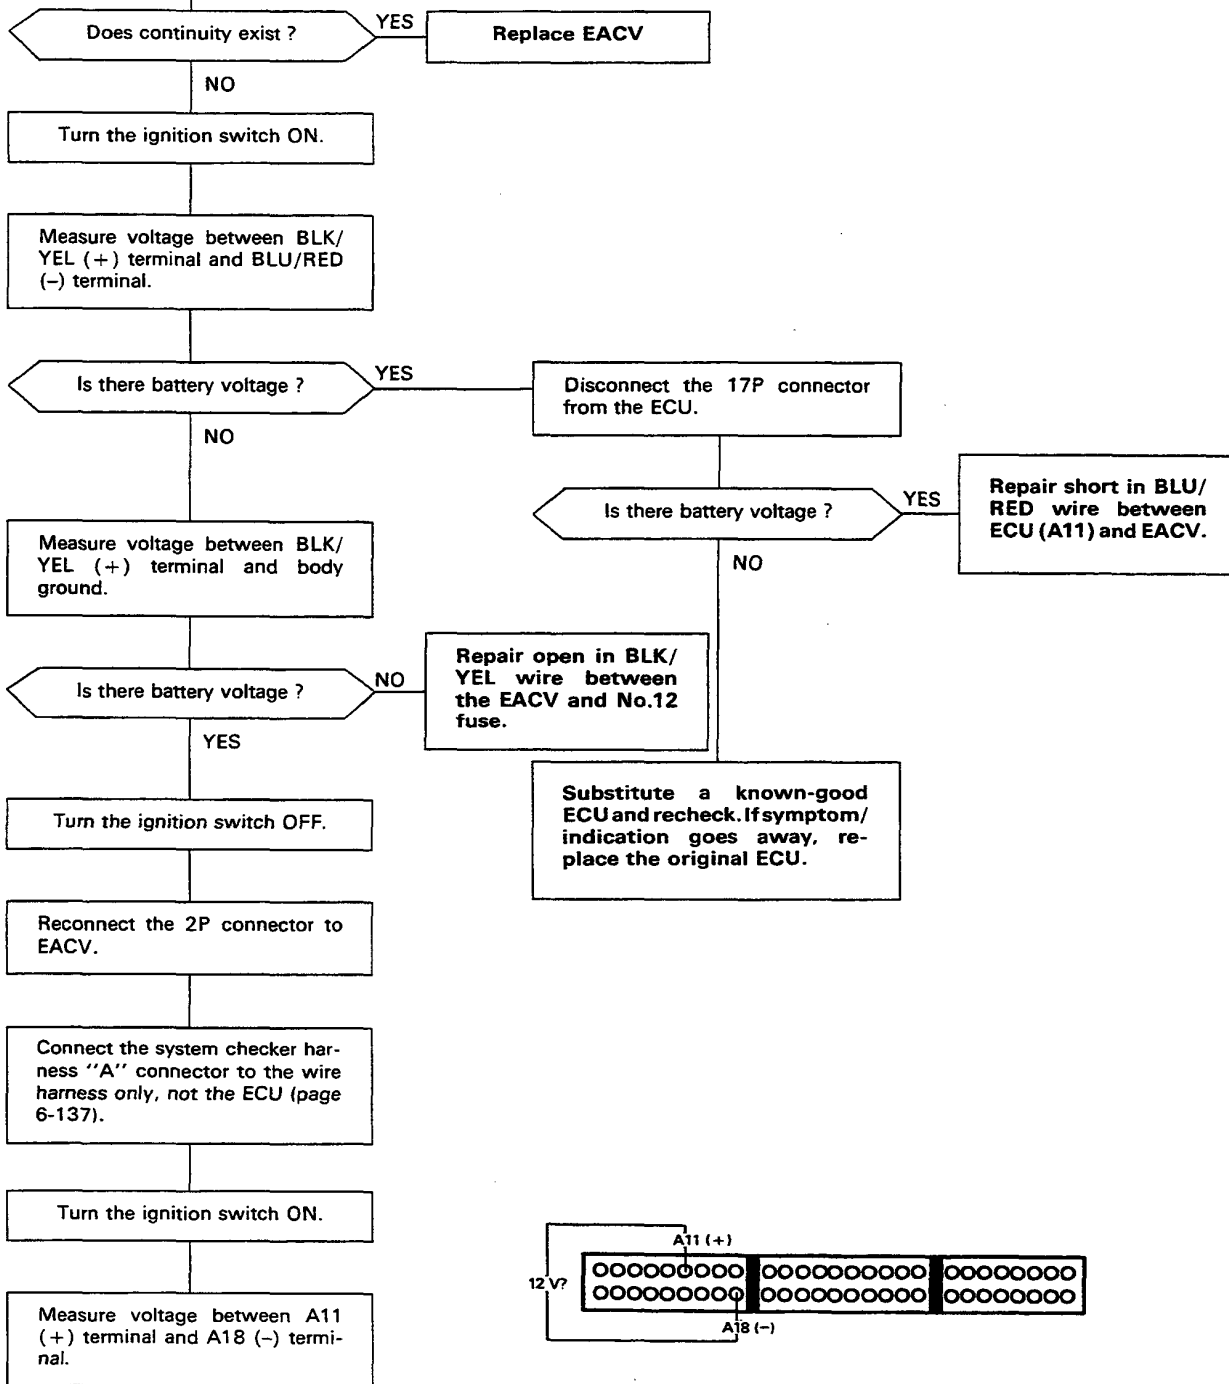 Does continuity exist ?
YES
Replace EACV
NO
Turn the ignition switch ON.
Measure voltage between BLK/
YEL (+) terminal and BLU/RED
(–) terminal.
Is there battery voltage ?
YES
Disconnect the 17P connector
from the ECU.
NO
Is there battery voltage ?
YES
Repair short in BLU/
RED wire between
ECU (A11) and EACV.
NO
Measure voltage between BLK/
YEL (+) terminal and body
ground.
Is there battery voltage ?
NO
Repair open in BLK/
YEL wire between
the EACV and No.12
fuse.
YES
Substitute a known-good
ECU and recheck. If symptom/
indication goes away, re-
place the original ECU.
Turn the ignition switch OFF.
Reconnect the 2P connector to
EACV.
Connect the system checker har-
ness "A" connector to the wire
harness only, not the ECU (page
6-137).
Turn the ignition switch ON.
Measure voltage between A11
(+) terminal and A18 (–) termi-
nal.
A11 (+)
12 V?
A18 (–)